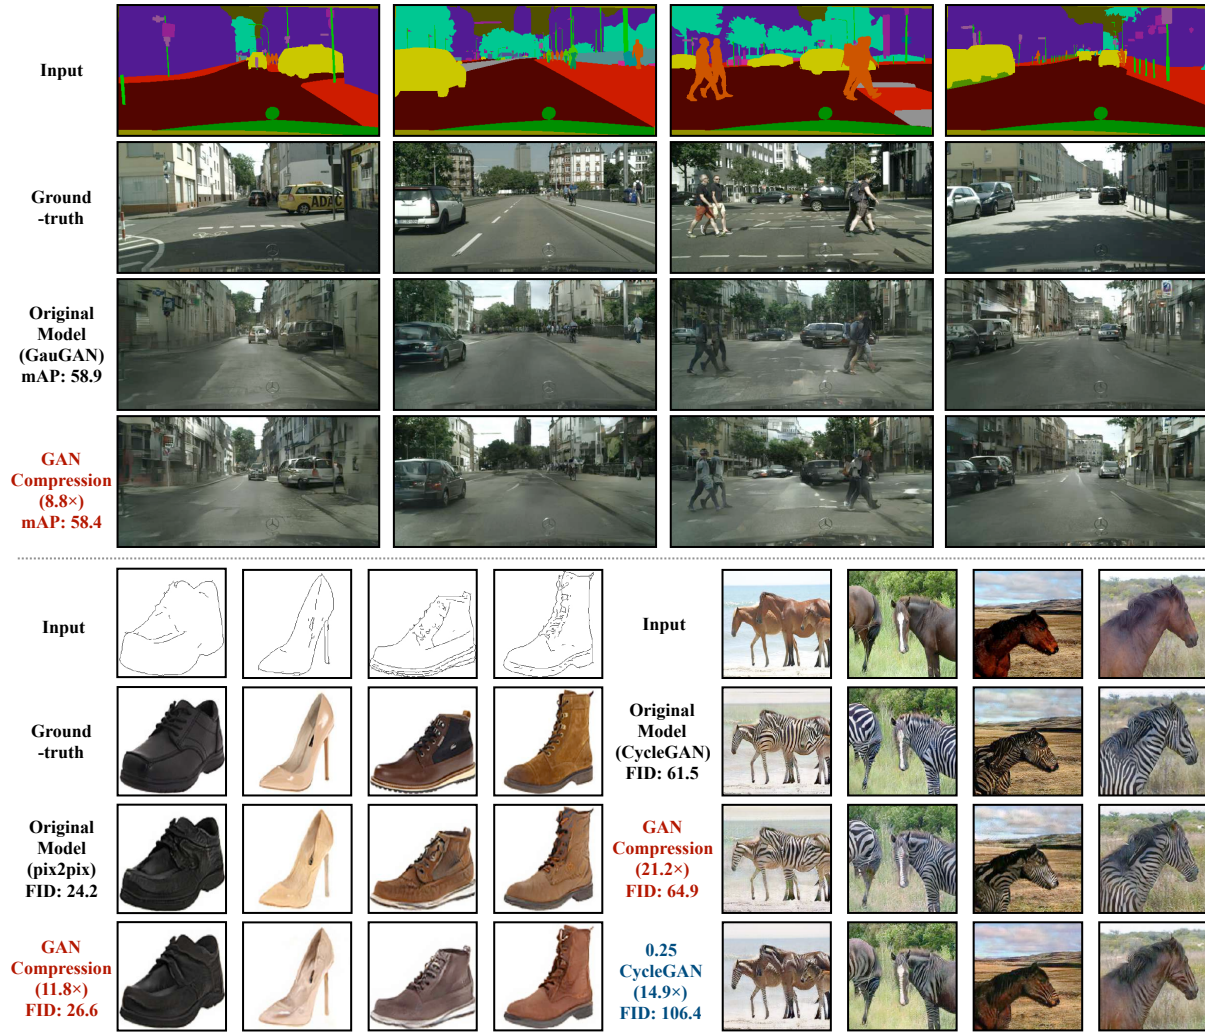 Input
Ground
-truth
ADAC
Original
Model
(GauGAN)
mAP: 58.9
GAN
Compression
(8.8×)
mAP: 58.4
Input
Ground
-truth
Original
Model
(pix2pix)
FID: 24.2
GAN
Compression
(11.8×)
FID: 26.6
Input
Original
Model
(CycleGAN)
FID: 61.5
GAN
Compression
(21.2×)
FID: 64.9
0.25
CycleGAN
(14.9×)
FID: 106.4